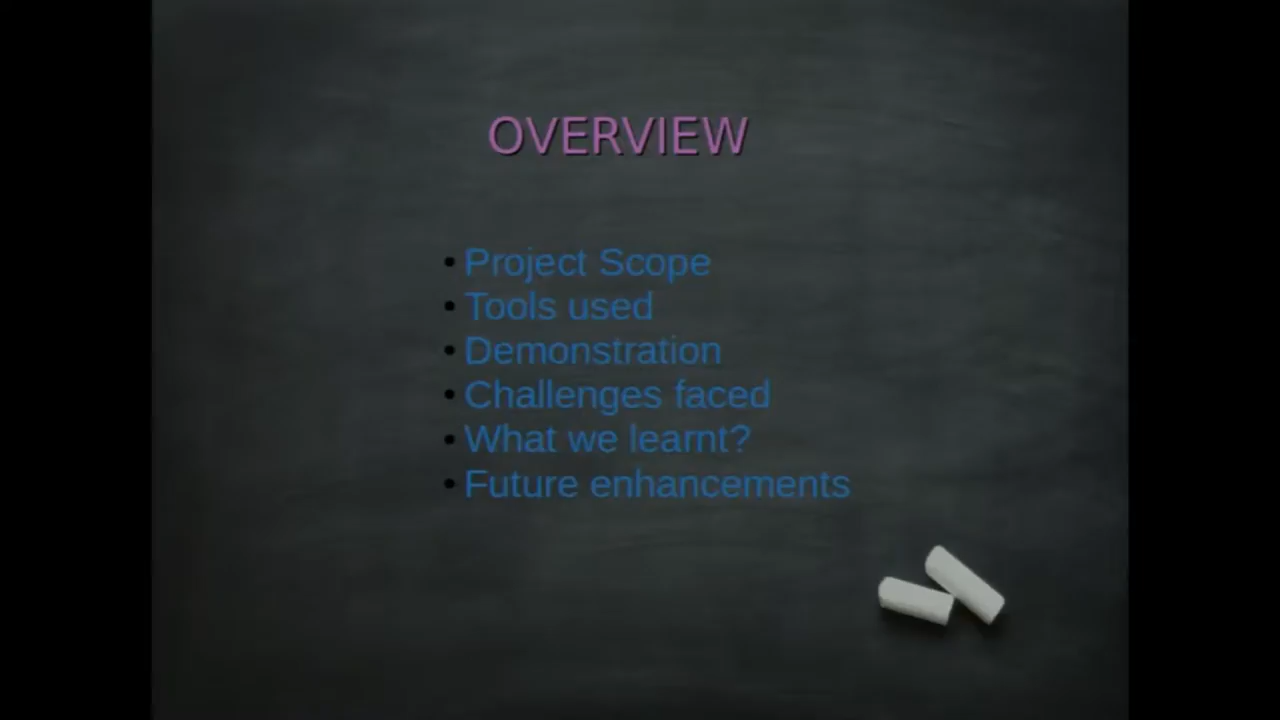 OVERVIEW
• Project Scope
• Tools used
• Demonstration
• Challenges faced
• What we learnt?
• Future enhancements